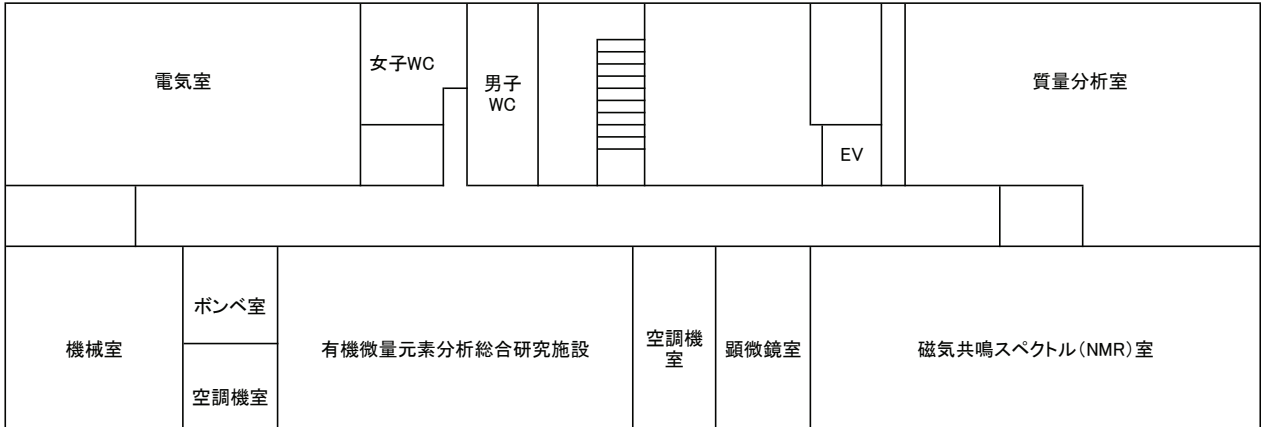 電気室
女子WC
男子
WC
EV
質量分析室
機械室
ボンベ室
空調機室
有機微量元素分析総合研究施設
空調機
室
顕微鏡室
磁気共鳴スペクトル(NMR)室